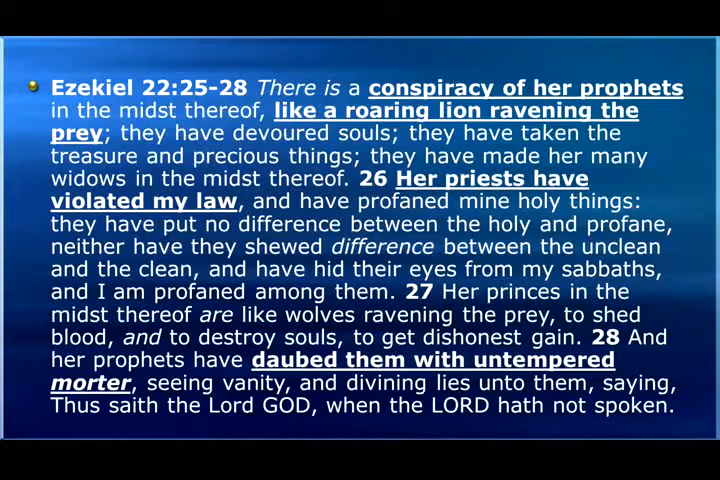 Ezekiel 22:25-28 There is a conspiracy of her prophets
in the midst thereof, like a roaring lion ravening the
prey; they have devoured souls; they have taken the
treasure and precious things; they have made her many
widows in the midst thereof. 26 Her priests have
violated my law, and have profaned mine holy things:
they have put no difference between the holy and profane,
neither have they shewed difference between the unclean
and the clean, and have hid their eyes from my sabbaths,
and I am profaned among them. 27 Her princes in the
midst thereof are like wolves ravening the prey, to shed
blood, and to destroy souls, to get dishonest gain. 28 And
her prophets have daubed them with untempered
morter, seeing vanity, and divining lies unto them, saying,
Thus saith the Lord GOD, when the LORD hath not spoken.